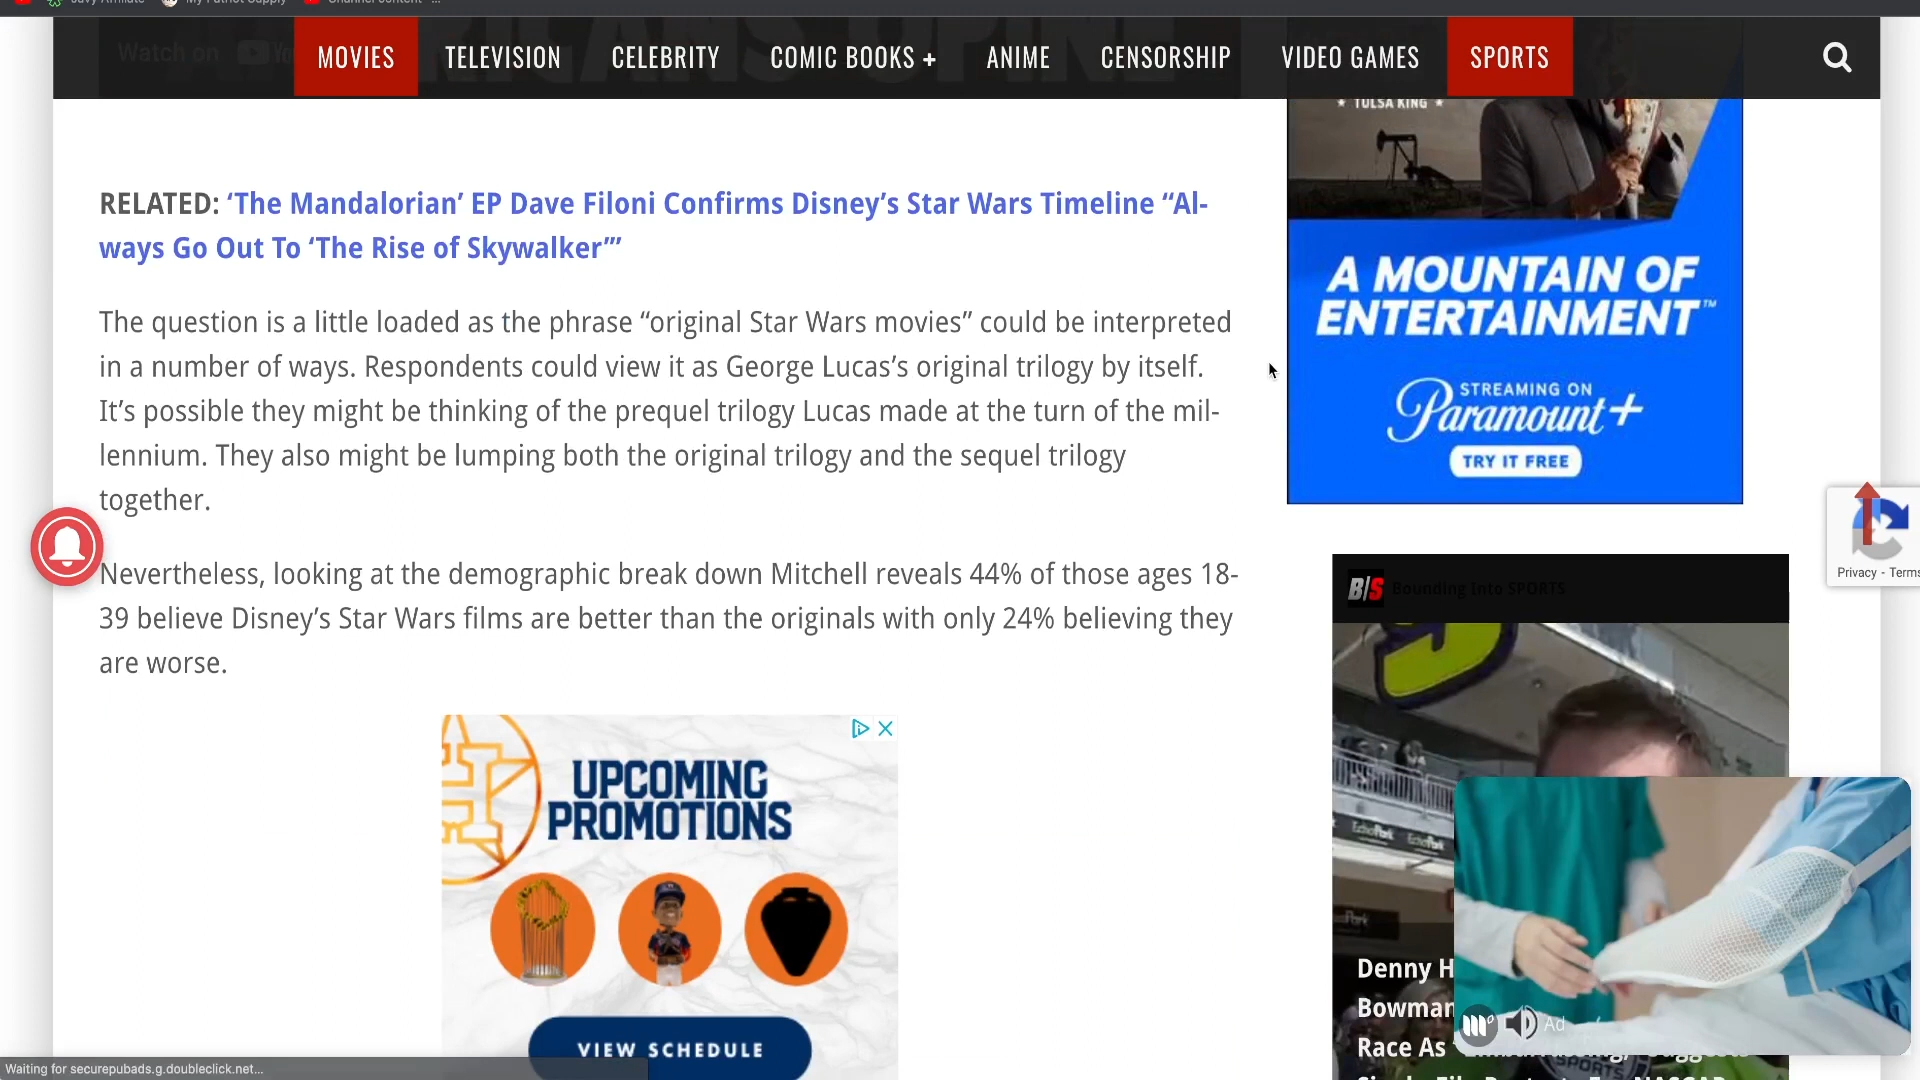 Watch on
MOVIES TELEVISION CELEBRITY COMIC BOOKS + ANIME CENSORSHIP VIDEO GAMES SPORTS
★ TULSA KING ★
RELATED: ‘The Mandalorian’ EP Dave Filoni Confirms Disney’s Star Wars Timeline “Al-
ways Go Out To ‘The Rise of Skywalker’”
The question is a little loaded as the phrase “original Star Wars movies” could be interpreted
in a number of ways. Respondents could view it as George Lucas’s original trilogy by itself.
It’s possible they might be thinking of the prequel trilogy Lucas made at the turn of the mil-
lennium. They also might be lumping both the original trilogy and the sequel trilogy
together.
Nevertheless, looking at the demographic break down Mitchell reveals 44% of those ages 18-
39 believe Disney’s Star Wars films are better than the originals with only 24% believing they
are worse.
A MOUNTAIN OF
ENTERTAINMENT™
STREAMING ON
Paramount+
TRY IT FREE
Privacy - Terms
B/S Bounding Into SPORTS
UPCOMING
PROMOTIONS
VIEW SCHEDULE
EchoPark
EchoPark
Denny H
Bowman
Race As
Ad
Waiting for securepubads.g.doubleclick.net...